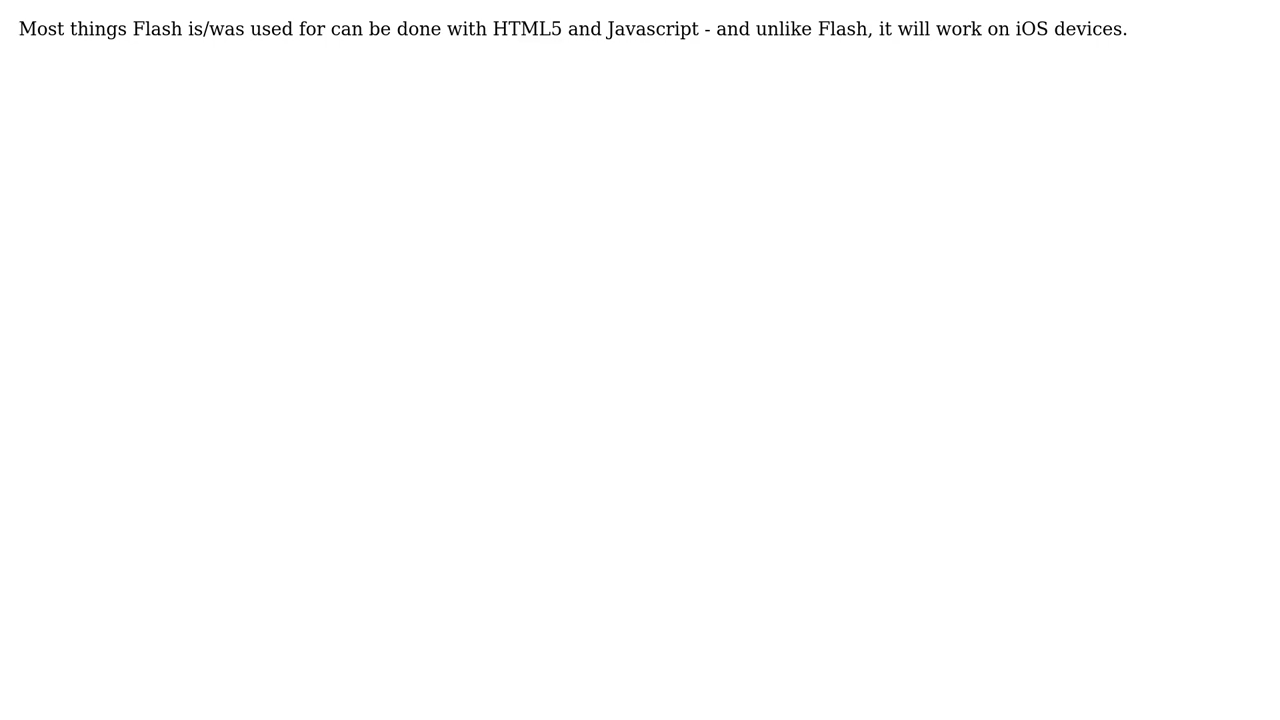 Most things Flash is/was used for can be done with HTML5 and Javascript - and unlike Flash, it will work on iOS devices.